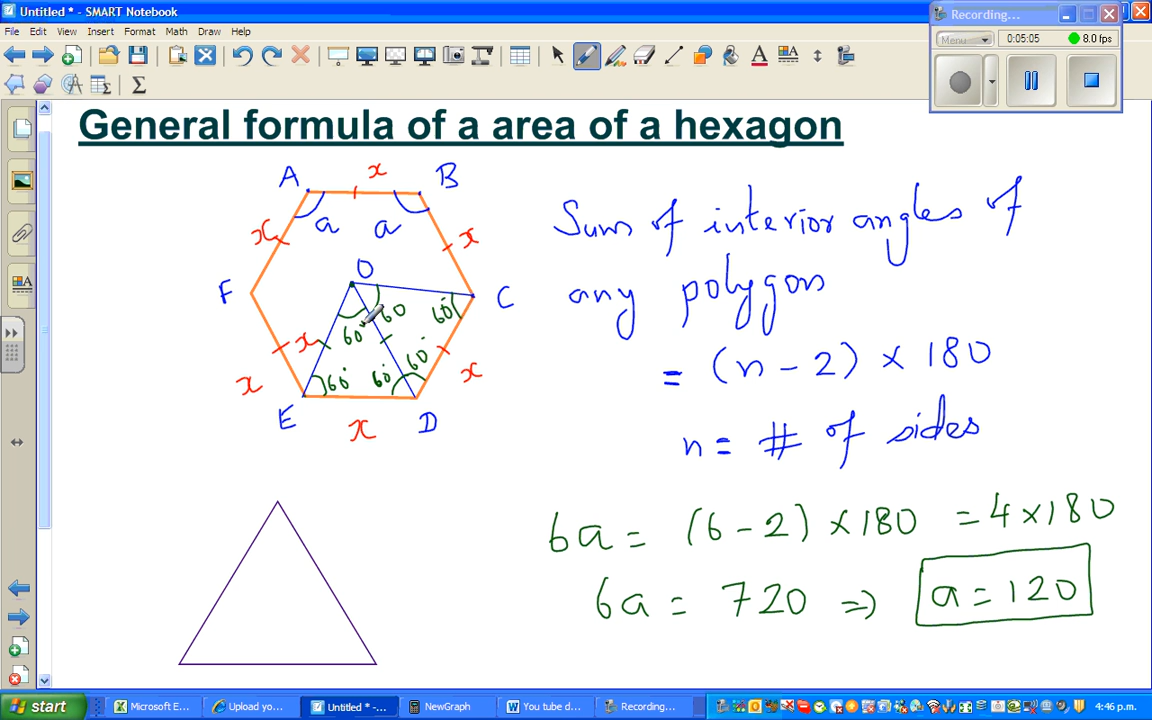 Untitled * - SMART Notebook
Recording...
File Edit View Insert Format Math Draw Help
Menu 0:05:05 8.0 fps
General formula of a area of a hexagon
A x B
x a a x
O
F C
60° 60 60°
x
60° 60° 60°
x x
E x D
Sum of interior angles of
any polygon
= (n - 2) × 180
n = # of sides
6a = (6 - 2) × 180 = 4 × 180
6a = 720 ⇒ a = 120
start Microsoft E... Upload yo... Untitled * -... NewGraph You tube d... Recording... 4:46 p.m.